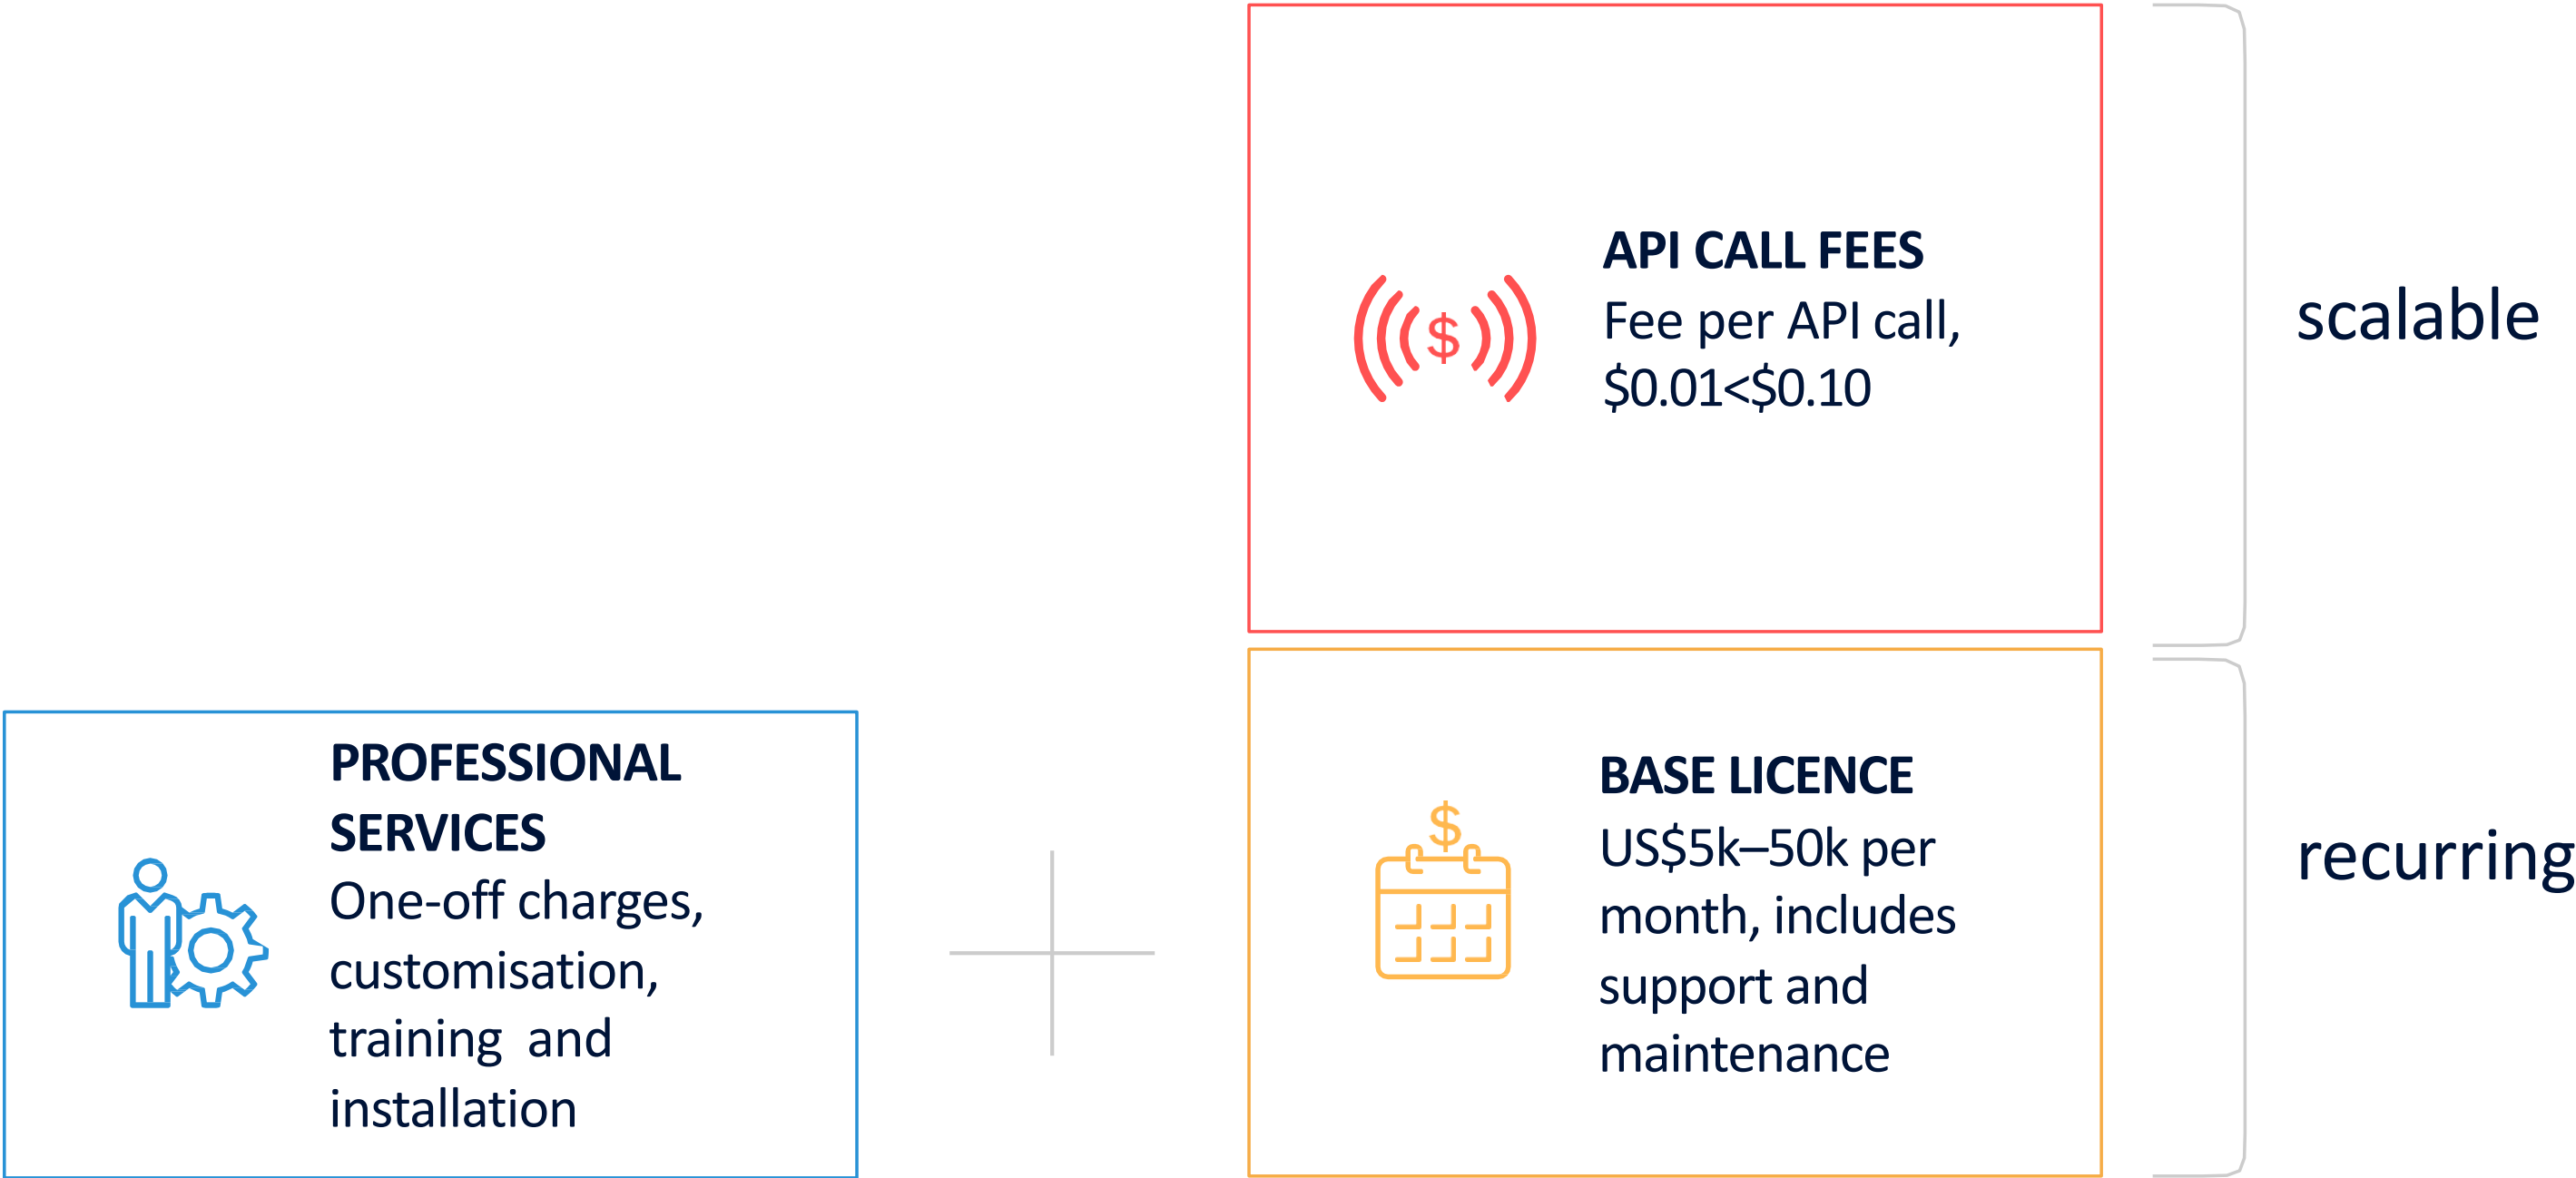 API CALL FEES
Fee per API call,
$0.01<$0.10
scalable
PROFESSIONAL
SERVICES
One-off charges,
customisation,
training and
installation
$
$
BASE LICENCE
US$5k–50k per
month, includes
support and
maintenance
recurring